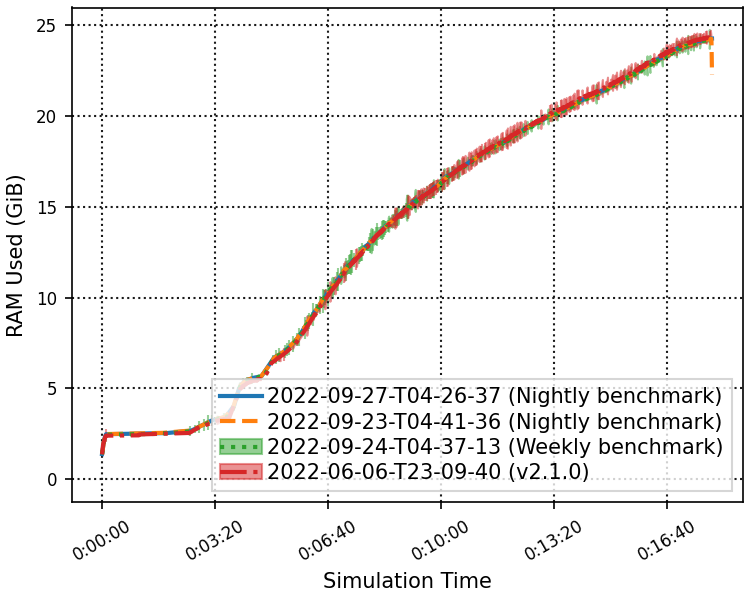 25
20
15
10
5
0
RAM Used (GiB)
2022-09-27-T04-26-37 (Nightly benchmark)
2022-09-23-T04-41-36 (Nightly benchmark)
2022-09-24-T04-37-13 (Weekly benchmark)
2022-06-06-T23-09-40 (v2.1.0)
0:00:00
0:03:20
0:06:40
0:10:00
0:13:20
0:16:40
Simulation Time